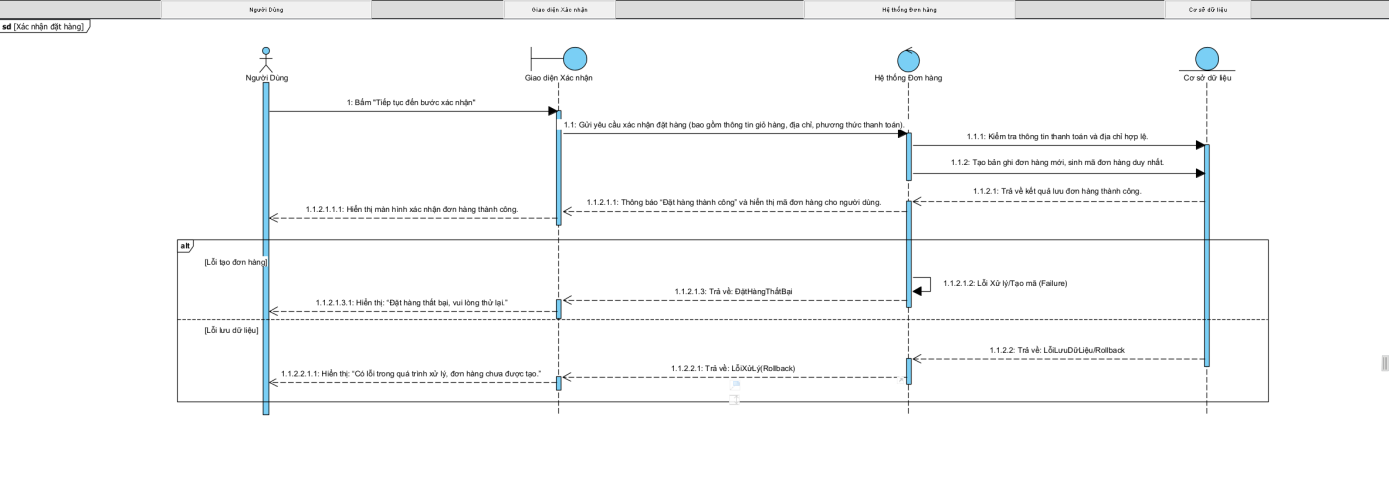 Người Dùng
Giao diện Xác nhận
Hệ thống Đơn hàng
Cơ sở dữ liệu
sd [Xác nhận đặt hàng]
Người Dùng
Giao diện Xác nhận
Hệ thống Đơn hàng
Cơ sở dữ liệu
1: Bấm "Tiếp tục đến bước xác nhận"
1.1: Gửi yêu cầu xác nhận đặt hàng (bao gồm thông tin giỏ hàng, địa chỉ, phương thức thanh toán).
1.1.1: Kiểm tra thông tin thanh toán và địa chỉ hợp lệ.
1.1.2: Tạo bản ghi đơn hàng mới, sinh mã đơn hàng duy nhất.
1.1.2.1: Trả về kết quả lưu đơn hàng thành công.
1.1.2.1.1: Thông báo “Đặt hàng thành công” và hiển thị mã đơn hàng cho người dùng.
1.1.2.1.1.1: Hiển thị màn hình xác nhận đơn hàng thành công.
alt
[Lỗi tạo đơn hàng]
1.1.2.1.2: Lỗi Xử lý/Tạo mã (Failure)
1.1.2.1.3: Trả về: ĐặtHàngThấtBại
1.1.2.1.3.1: Hiển thị: “Đặt hàng thất bại, vui lòng thử lại.”
[Lỗi lưu dữ liệu]
1.1.2.2: Trả về: LỗiLưuDữLiệu/Rollback
1.1.2.2.1: Trả về: LỗiXửLý(Rollback)
1.1.2.2.1.1: Hiển thị: “Có lỗi trong quá trình xử lý, đơn hàng chưa được tạo.”